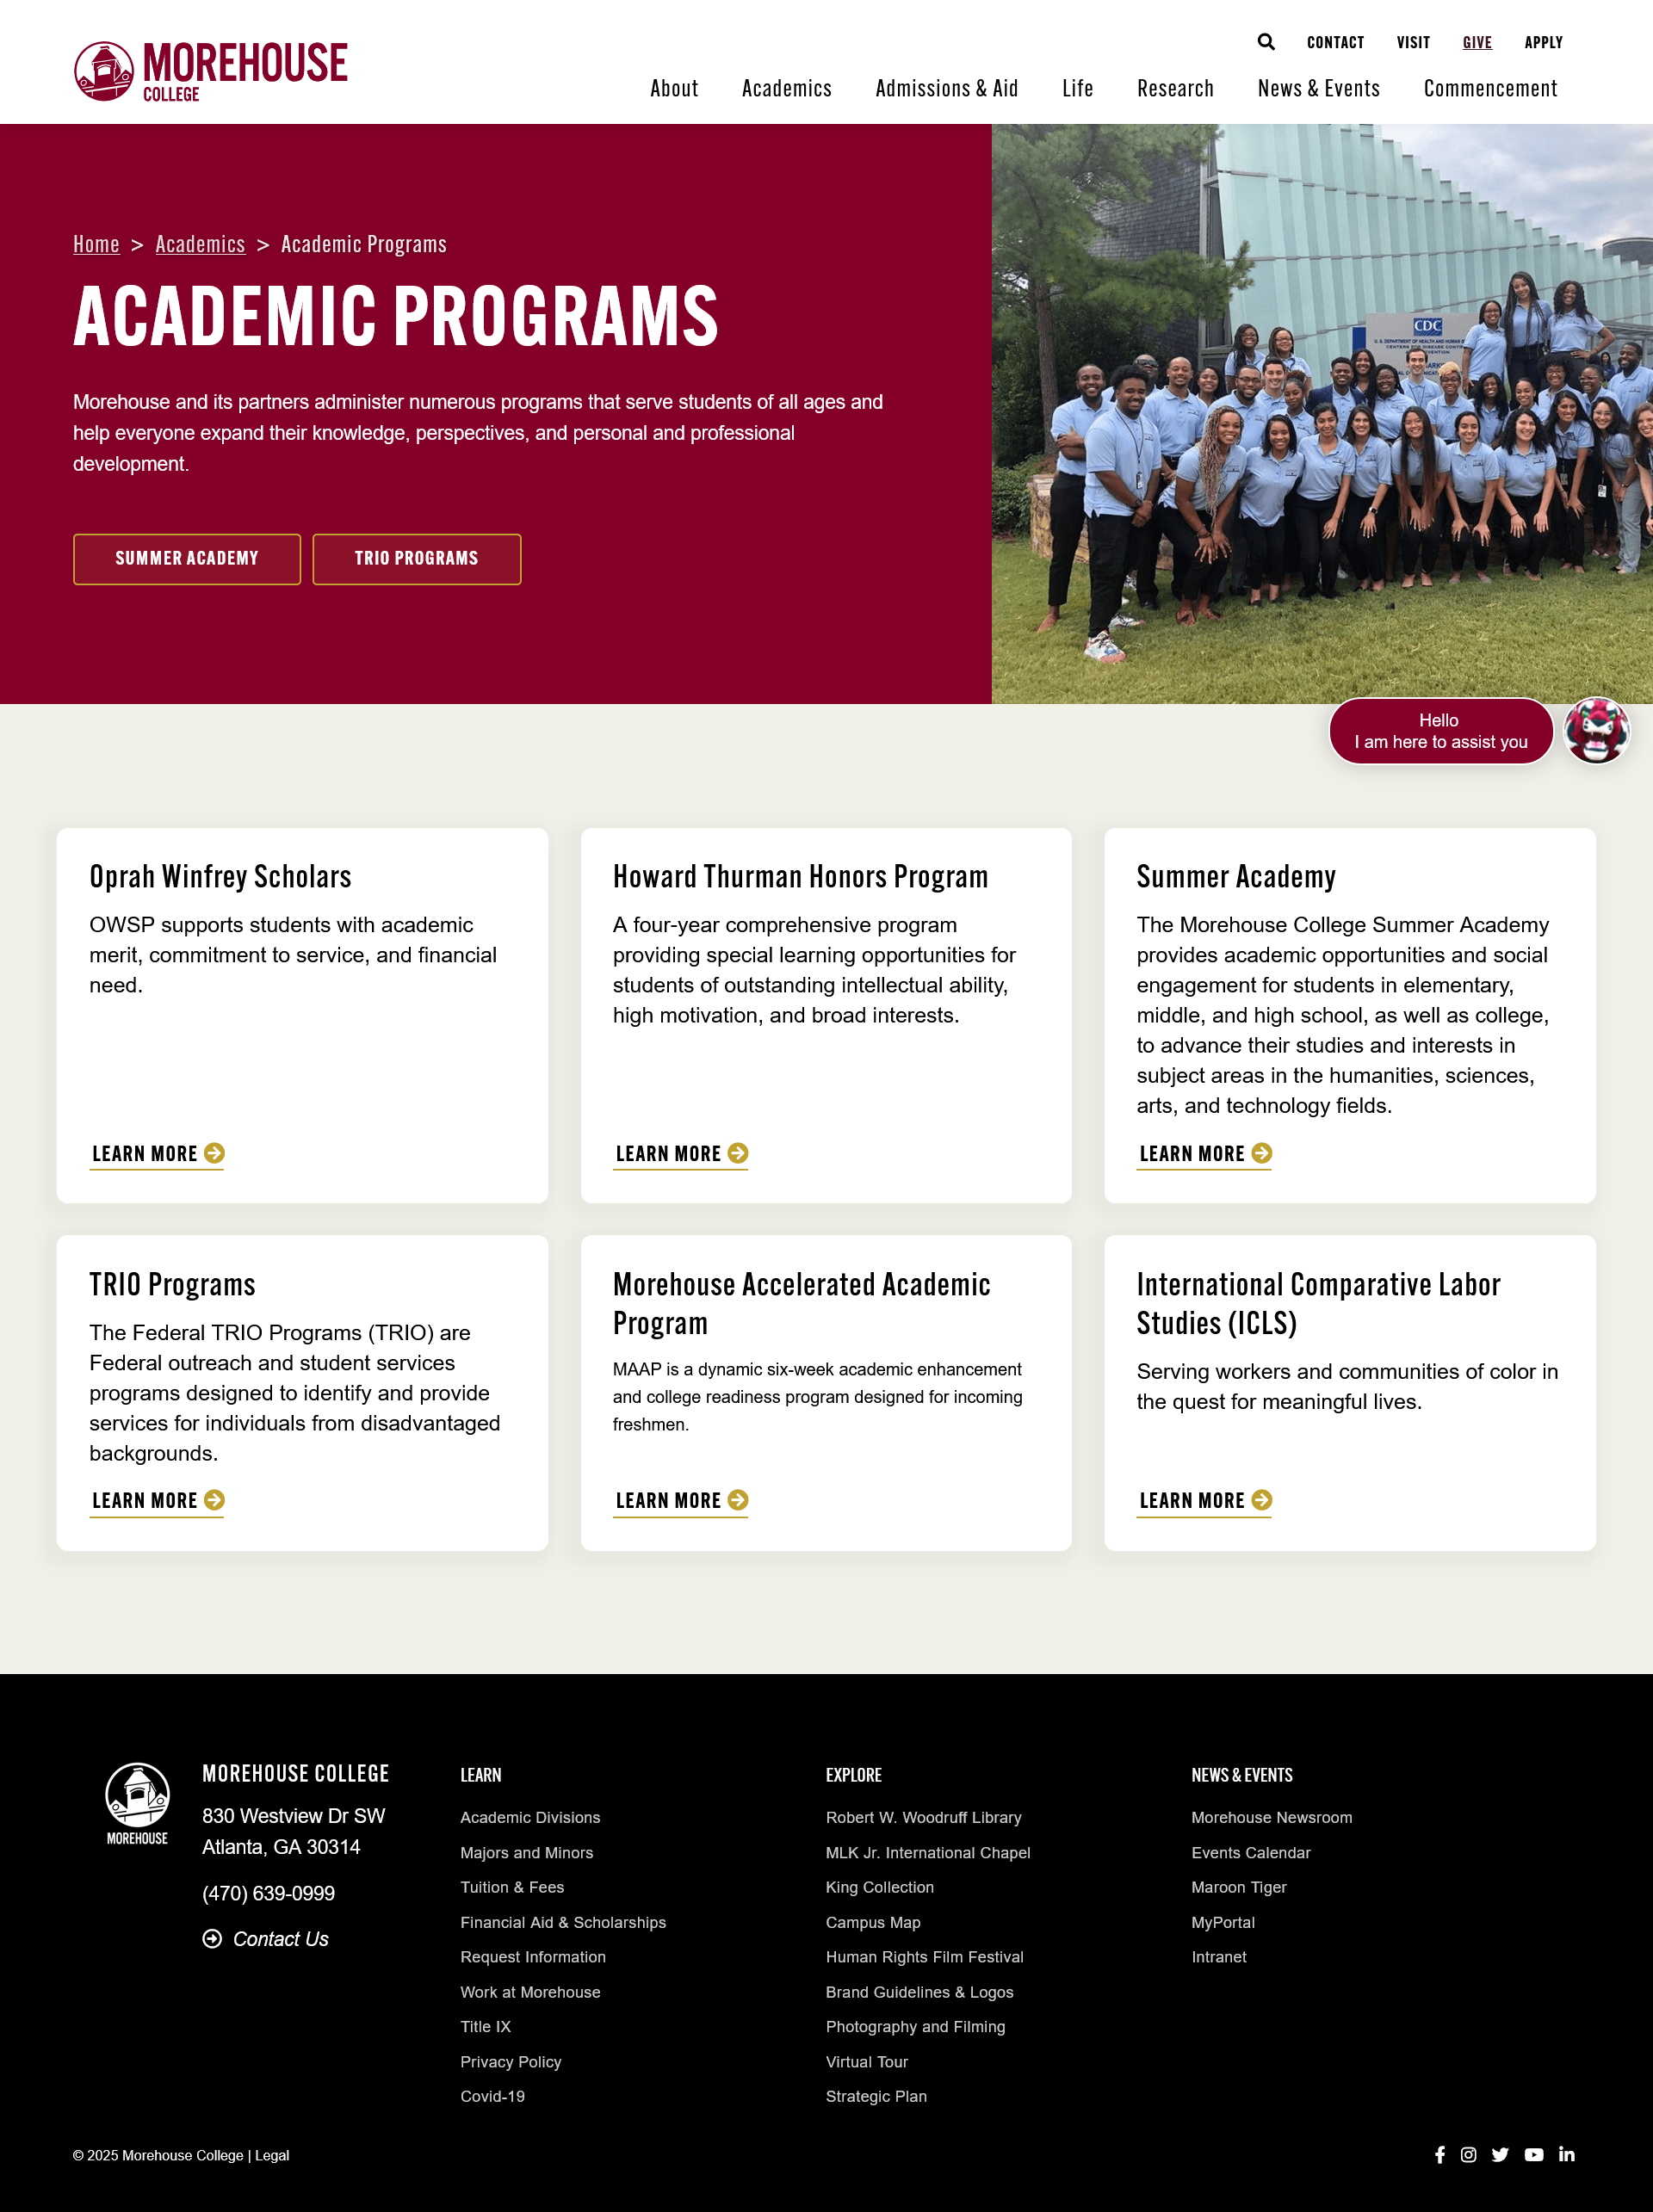 MOREHOUSE
COLLEGE
CONTACT
VISIT
GIVE
APPLY
About
Academics
Admissions & Aid
Life
Research
News & Events
Commencement
Home > Academics > Academic Programs
ACADEMIC PROGRAMS
Morehouse and its partners administer numerous programs that serve students of all ages and
help everyone expand their knowledge, perspectives, and personal and professional
development.
SUMMER ACADEMY
TRIO PROGRAMS
CDC
Hello
I am here to assist you
Oprah Winfrey Scholars
OWSP supports students with academic
merit, commitment to service, and financial
need.
LEARN MORE
Howard Thurman Honors Program
A four-year comprehensive program
providing special learning opportunities for
students of outstanding intellectual ability,
high motivation, and broad interests.
LEARN MORE
Summer Academy
The Morehouse College Summer Academy
provides academic opportunities and social
engagement for students in elementary,
middle, and high school, as well as college,
to advance their studies and interests in
subject areas in the humanities, sciences,
arts, and technology fields.
LEARN MORE
TRIO Programs
The Federal TRIO Programs (TRIO) are
Federal outreach and student services
programs designed to identify and provide
services for individuals from disadvantaged
backgrounds.
LEARN MORE
Morehouse Accelerated Academic
Program
MAAP is a dynamic six-week academic enhancement
and college readiness program designed for incoming
freshmen.
LEARN MORE
International Comparative Labor
Studies (ICLS)
Serving workers and communities of color in
the quest for meaningful lives.
LEARN MORE
MOREHOUSE
MOREHOUSE COLLEGE
830 Westview Dr SW
Atlanta, GA 30314
(470) 639-0999
Contact Us
LEARN
Academic Divisions
Majors and Minors
Tuition & Fees
Financial Aid & Scholarships
Request Information
Work at Morehouse
Title IX
Privacy Policy
Covid-19
EXPLORE
Robert W. Woodruff Library
MLK Jr. International Chapel
King Collection
Campus Map
Human Rights Film Festival
Brand Guidelines & Logos
Photography and Filming
Virtual Tour
Strategic Plan
NEWS & EVENTS
Morehouse Newsroom
Events Calendar
Maroon Tiger
MyPortal
Intranet
© 2025 Morehouse College | Legal